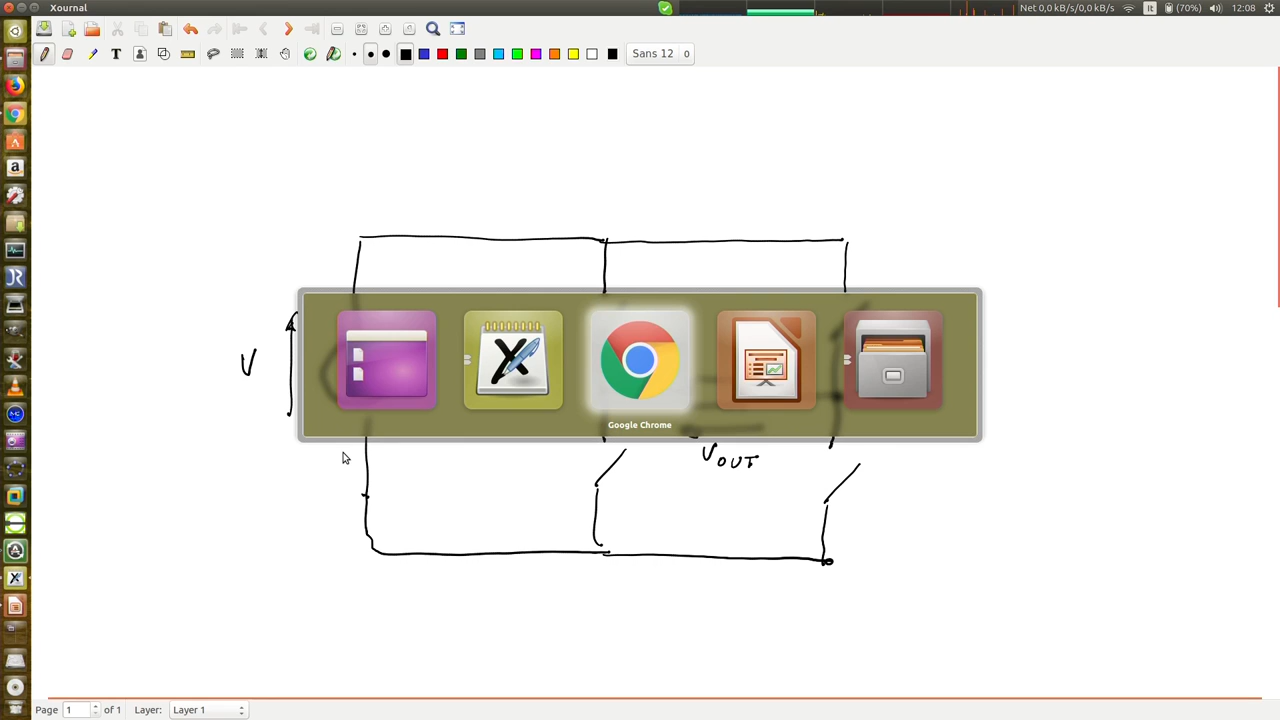 Xournal
Net 0,0 kB/s/0,0 kB/s
It
(70%)
12:08
T
Sans 12
0
V
Google Chrome
VOUT
Page
1
of 1
Layer:
Layer 1